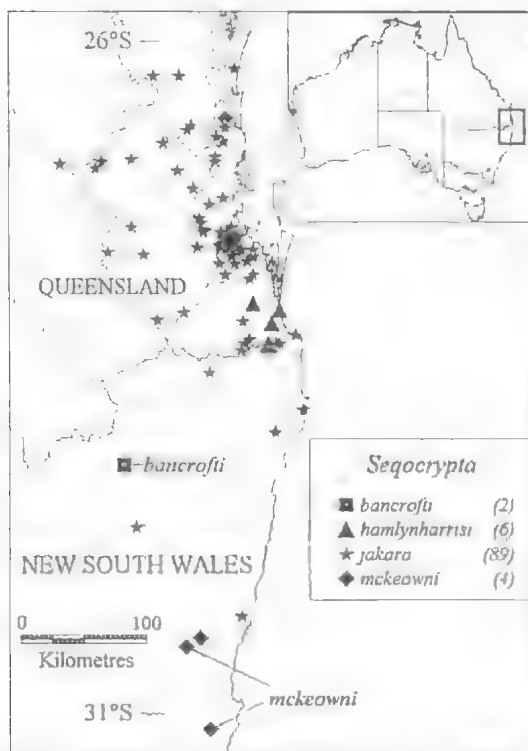 26°S
QUEENSLAND
bancrofti
Seqocrypta
bancrofti (2)
hamlynharrisi (6)
jakara (89)
mckeowni (4)
NEW SOUTH WALES
0 100
Kilometres
mckeowni
31°S